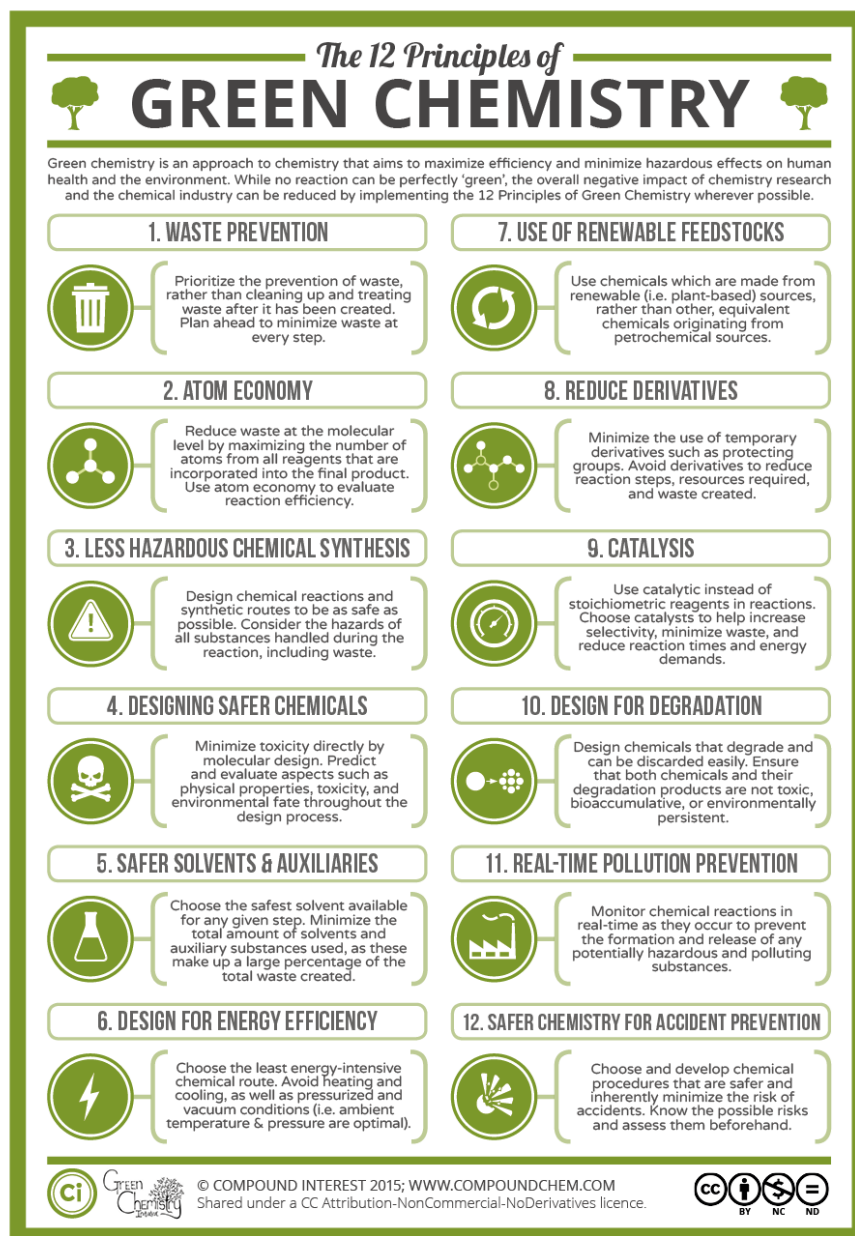 The 12 Principles of
GREEN CHEMISTRY
Green chemistry is an approach to chemistry that aims to maximize efficiency and minimize hazardous effects on human
health and the environment. While no reaction can be perfectly ‘green’, the overall negative impact of chemistry research
and the chemical industry can be reduced by implementing the 12 Principles of Green Chemistry wherever possible.
1. WASTE PREVENTION
Prioritize the prevention of waste,
rather than cleaning up and treating
waste after it has been created.
Plan ahead to minimize waste at
every step.
2. ATOM ECONOMY
Reduce waste at the molecular
level by maximizing the number of
atoms from all reagents that are
incorporated into the final product.
Use atom economy to evaluate
reaction efficiency.
3. LESS HAZARDOUS CHEMICAL SYNTHESIS
Design chemical reactions and
synthetic routes to be as safe as
possible. Consider the hazards of
all substances handled during the
reaction, including waste.
4. DESIGNING SAFER CHEMICALS
Minimize toxicity directly by
molecular design. Predict
and evaluate aspects such as
physical properties, toxicity, and
environmental fate throughout the
design process.
5. SAFER SOLVENTS & AUXILIARIES
Choose the safest solvent available
for any given step. Minimize the
total amount of solvents and
auxiliary substances used, as these
make up a large percentage of the
total waste created.
6. DESIGN FOR ENERGY EFFICIENCY
Choose the least energy-intensive
chemical route. Avoid heating and
cooling, as well as pressurized and
vacuum conditions (i.e. ambient
temperature & pressure are optimal).
7. USE OF RENEWABLE FEEDSTOCKS
Use chemicals which are made from
renewable (i.e. plant-based) sources,
rather than other, equivalent
chemicals originating from
petrochemical sources.
8. REDUCE DERIVATIVES
Minimize the use of temporary
derivatives such as protecting
groups. Avoid derivatives to reduce
reaction steps, resources required,
and waste created.
9. CATALYSIS
Use catalytic instead of
stoichiometric reagents in reactions.
Choose catalysts to help increase
selectivity, minimize waste, and
reduce reaction times and energy
demands.
10. DESIGN FOR DEGRADATION
Design chemicals that degrade and
can be discarded easily. Ensure
that both chemicals and their
degradation products are not toxic,
bioaccumulative, or environmentally
persistent.
11. REAL-TIME POLLUTION PREVENTION
Monitor chemical reactions in
real-time as they occur to prevent
the formation and release of any
potentially hazardous and polluting
substances.
12. SAFER CHEMISTRY FOR ACCIDENT PREVENTION
Choose and develop chemical
procedures that are safer and
inherently minimize the risk of
accidents. Know the possible risks
and assess them beforehand.
Ci
Green
Chemistry
Initiative
© COMPOUND INTEREST 2015; WWW.COMPOUNDCHEM.COM
Shared under a CC Attribution-NonCommercial-NoDerivatives licence.
cc
BY NC ND